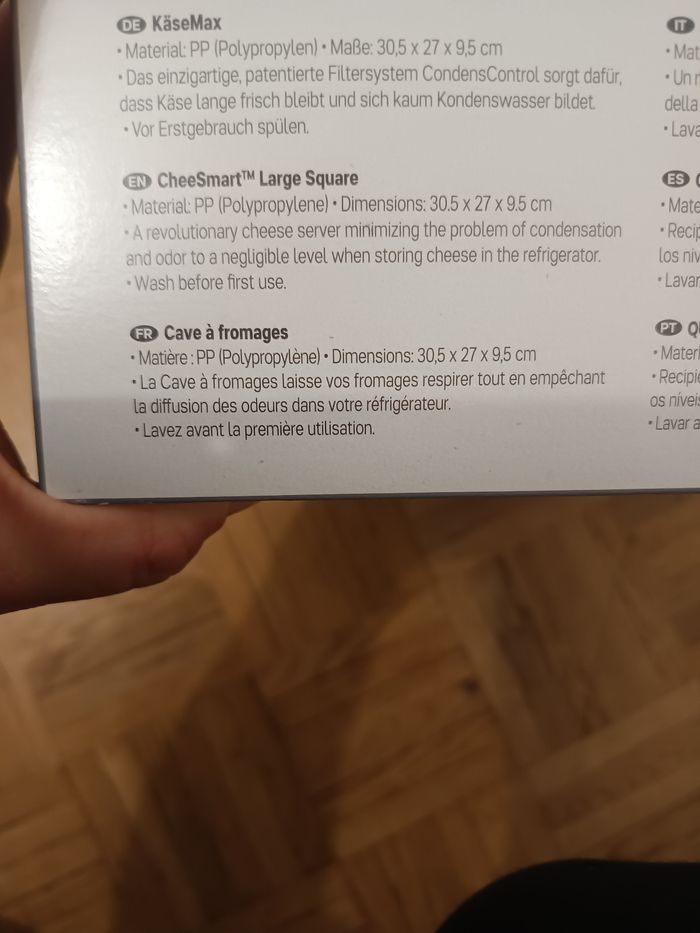 DE KäseMax
• Material: PP (Polypropylen) • Maße: 30,5 x 27 x 9,5 cm
• Das einzigartige, patentierte Filtersystem CondensControl sorgt dafür,
dass Käse lange frisch bleibt und sich kaum Kondenswasser bildet.
• Vor Erstgebrauch spülen.
EN CheeSmart™ Large Square
• Material: PP (Polypropylene) • Dimensions: 30.5 x 27 x 9.5 cm
• A revolutionary cheese server minimizing the problem of condensation
and odor to a negligible level when storing cheese in the refrigerator.
• Wash before first use.
FR Cave à fromages
• Matière : PP (Polypropylène) • Dimensions: 30,5 x 27 x 9,5 cm
• La Cave à fromages laisse vos fromages respirer tout en empêchant
la diffusion des odeurs dans votre réfrigérateur.
• Lavez avant la première utilisation.
IT
• Un
della
ES
los
PT
os
• Lavar